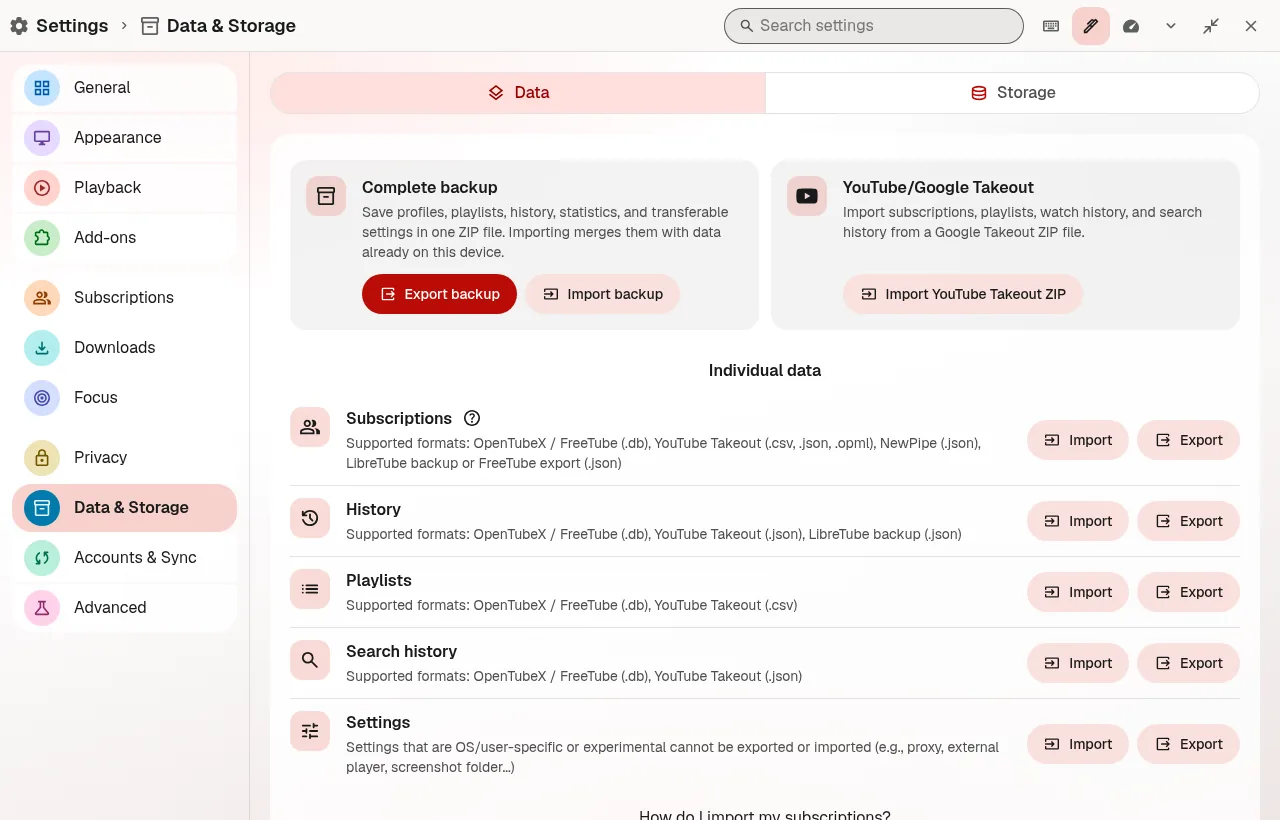 Settings › Data & Storage
Search settings
General
Appearance
Playback
Add-ons
Subscriptions
Downloads
Focus
Privacy
Data & Storage
Accounts & Sync
Advanced
Data
Storage
Complete backup
Save profiles, playlists, history, statistics, and transferable
settings in one ZIP file. Importing merges them with data
already on this device.
Export backup
Import backup
YouTube/Google Takeout
Import subscriptions, playlists, watch history, and search
history from a Google Takeout ZIP file.
Import YouTube Takeout ZIP
Individual data
Subscriptions
Supported formats: OpenTubeX / FreeTube (.db), YouTube Takeout (.csv, .json, .opml), NewPipe (.json),
LibreTube backup or FreeTube export (.json)
Import
Export
History
Supported formats: OpenTubeX / FreeTube (.db), YouTube Takeout (.json), LibreTube backup (.json)
Import
Export
Playlists
Supported formats: OpenTubeX / FreeTube (.db), YouTube Takeout (.csv)
Import
Export
Search history
Supported formats: OpenTubeX / FreeTube (.db), YouTube Takeout (.json)
Import
Export
Settings
Settings that are OS/user-specific or experimental cannot be exported or imported (e.g., proxy, external
player, screenshot folder...)
Import
Export
How do I import my subscriptions?